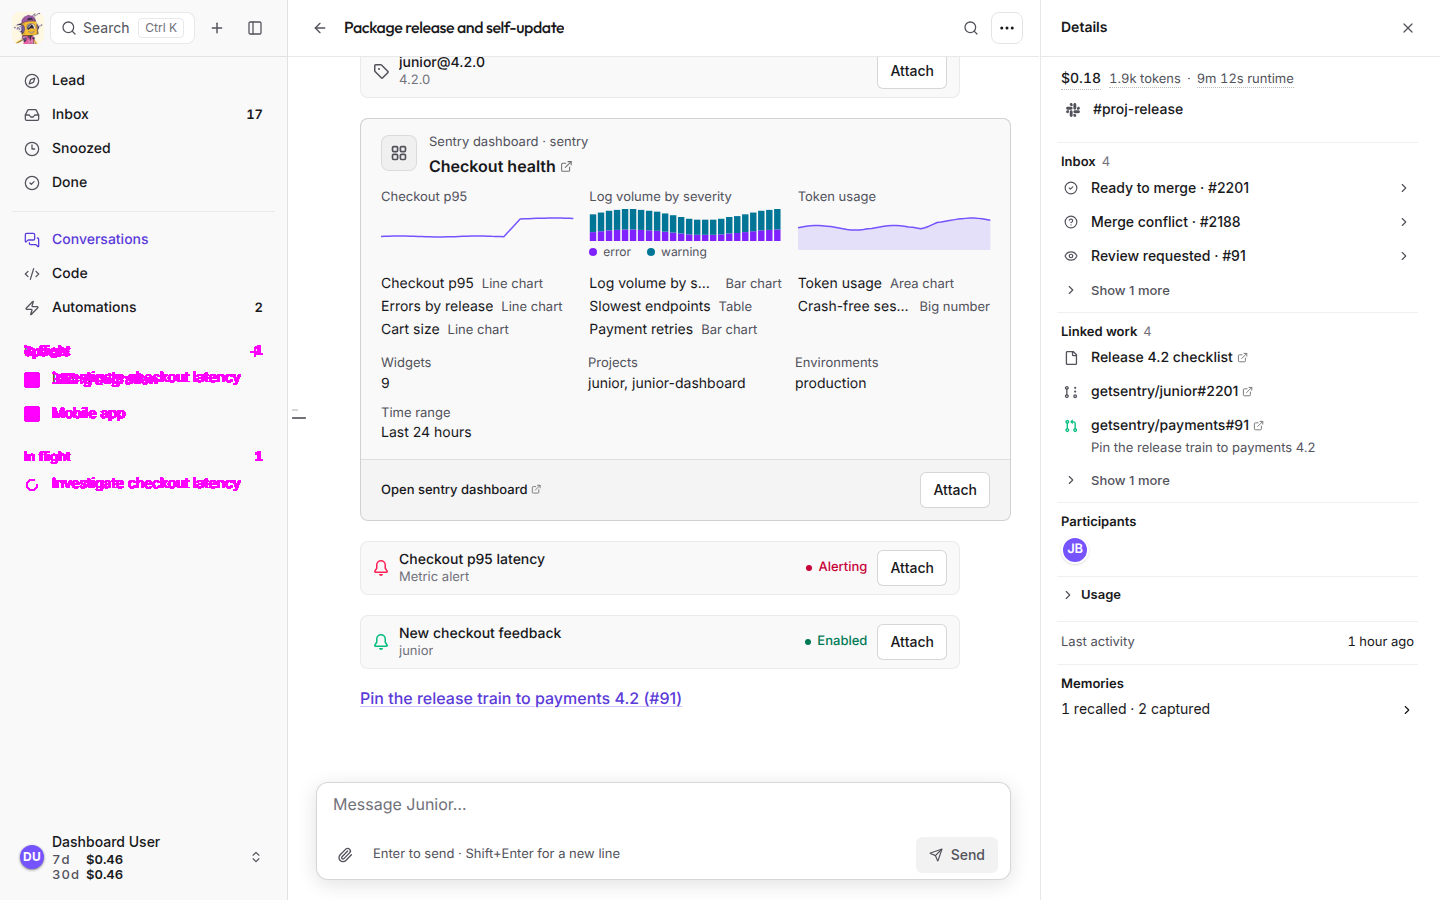 Search Ctrl K
Lead
Inbox 17
Snoozed
Done
Conversations
Code
Automations 2
Mobile app
In flight 1
Investigate checkout latency
Dashboard User
DU
7d $0.46
30d $0.46
Package release and self-update
junior@4.2.0
4.2.0
Attach
Sentry dashboard · sentry
Checkout health
Checkout p95
Log volume by severity
Token usage
error warning
Checkout p95 Line chart
Log volume by s... Bar chart
Token usage Area chart
Errors by release Line chart
Slowest endpoints Table
Crash-free ses... Big number
Cart size Line chart
Payment retries Bar chart
Widgets
9
Projects
junior, junior-dashboard
Environments
production
Time range
Last 24 hours
Open sentry dashboard
Attach
Checkout p95 latency
Metric alert
Alerting
Attach
New checkout feedback
junior
Enabled
Attach
Pin the release train to payments 4.2 (#91)
Message Junior...
Enter to send · Shift+Enter for a new line
Send
Details
$0.18 1.9k tokens · 9m 12s runtime
#proj-release
Inbox 4
Ready to merge · #2201
Merge conflict · #2188
Review requested · #91
Show 1 more
Linked work 4
Release 4.2 checklist
getsentry/junior#2201
getsentry/payments#91
Pin the release train to payments 4.2
Show 1 more
Participants
JB
Usage
Last activity 1 hour ago
Memories
1 recalled · 2 captured